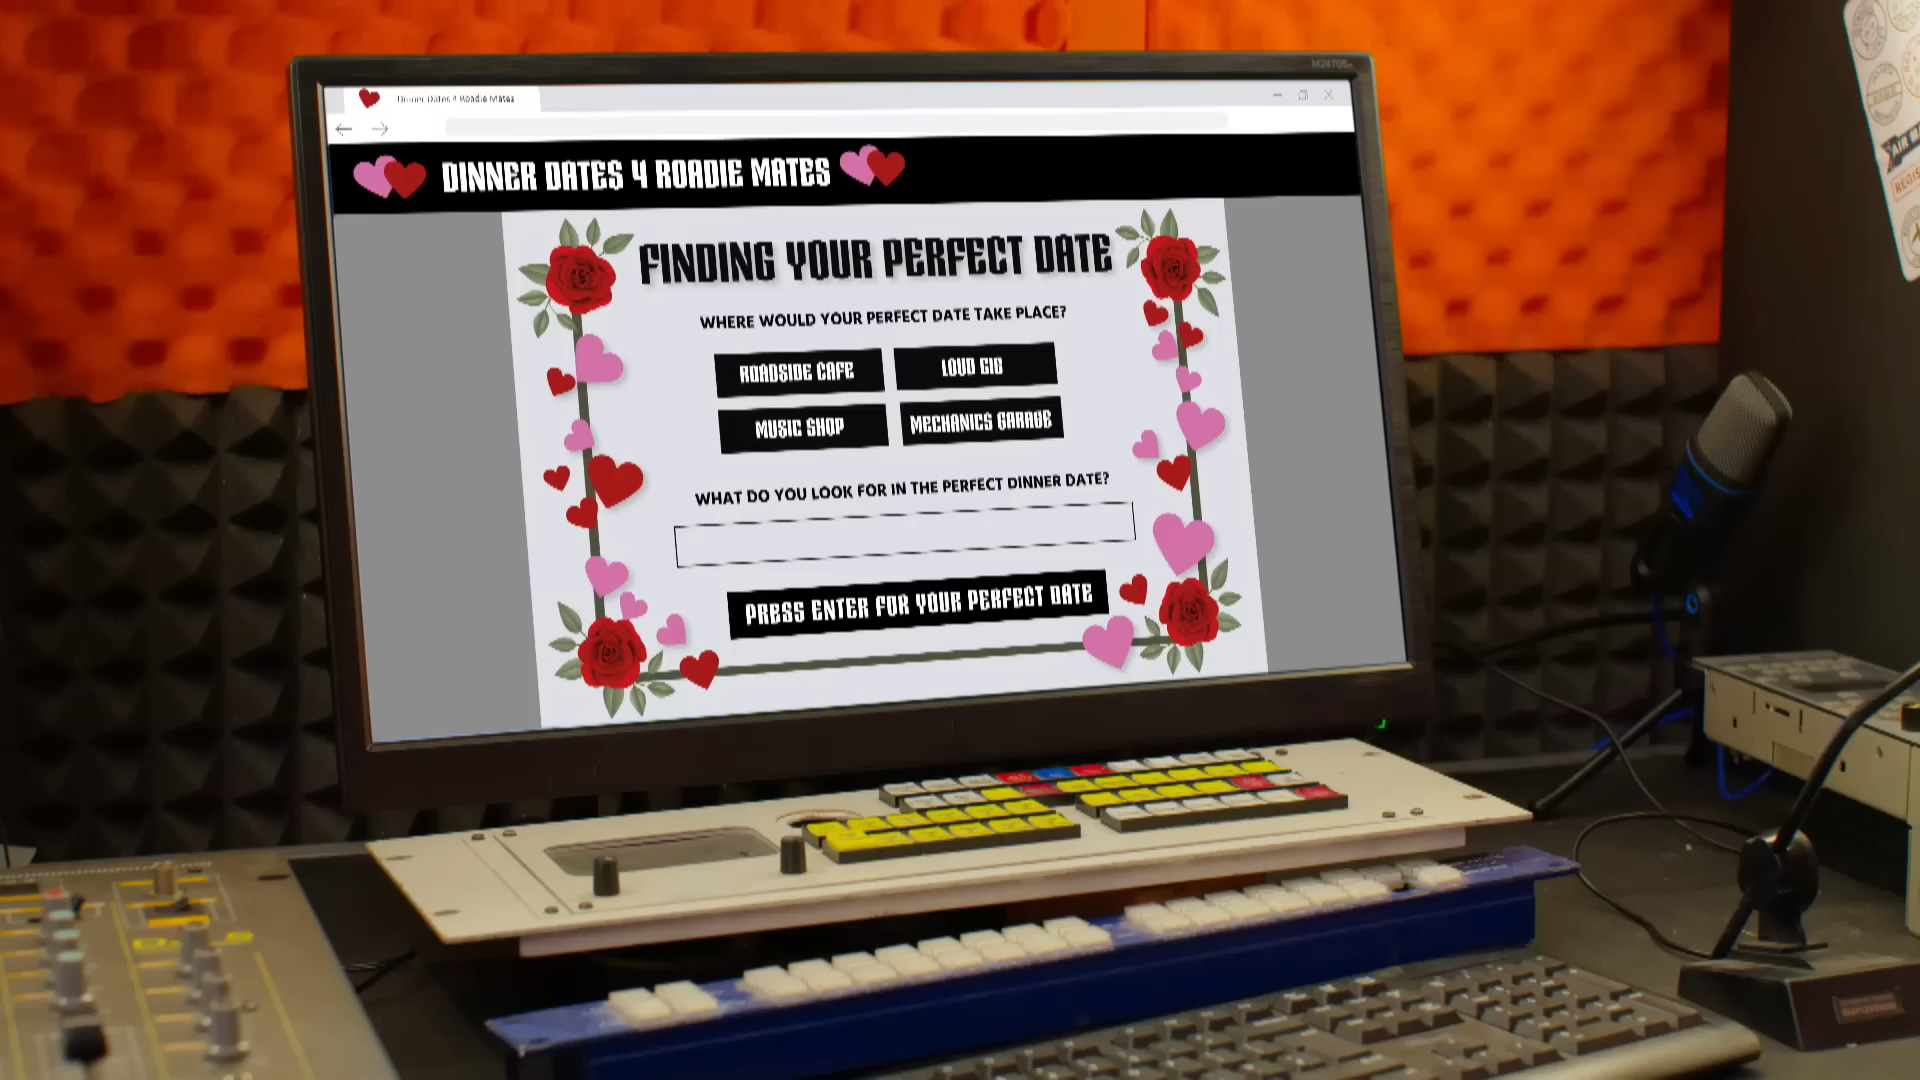 M24705
Dinner Dates 4 Roadie Mates
DINNER DATES 4 ROADIE MATES
FINDING YOUR PERFECT DATE
WHERE WOULD YOUR PERFECT DATE TAKE PLACE?
ROADSIDE CAFE
LOUD GIG
MUSIC SHOP
MECHANICS GARAGE
WHAT DO YOU LOOK FOR IN THE PERFECT DINNER DATE?
PRESS ENTER FOR YOUR PERFECT DATE
AIR